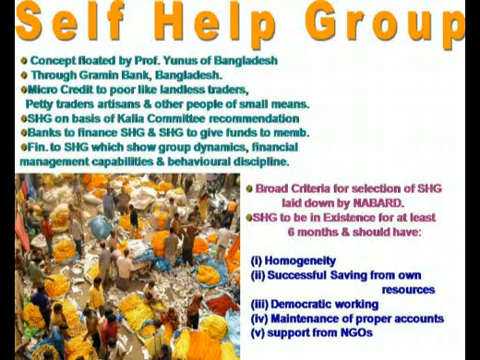 Self Help Group
Concept floated by Prof. Yunus of Bangladesh
Through Gramin Bank, Bangladesh.
Micro Credit to poor like landless traders,
Petty traders artisans & other people of small means.
SHG on basis of Kalia Committee recommendation
Banks to finance SHG & SHG to give funds to memb.
Fin. to SHG which show group dynamics, financial
management capabilities & behavioural discipline.
Broad Criteria for selection of SHG
laid down by NABARD.
SHG to be in Existence for at least
6 months & should have:
(i) Homogeneity
(ii) Successful Saving from own
resources
(iii) Democratic working
(iv) Maintenance of proper accounts
(v) support from NGOs